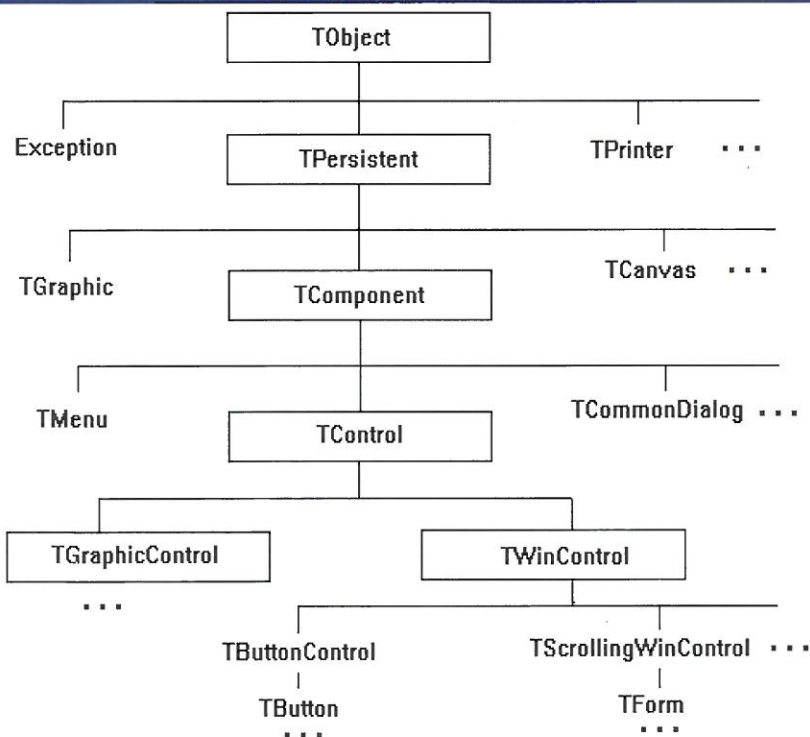 TObject
Exception
TPersistent
TPrinter ...
TGraphic
TComponent
TCanvas ...
TMenu
TControl
TCommonDialog ...
TGraphicControl
TWinControl
...
TButtonControl
TScrollingWinControl ...
TButton
TForm
...
...